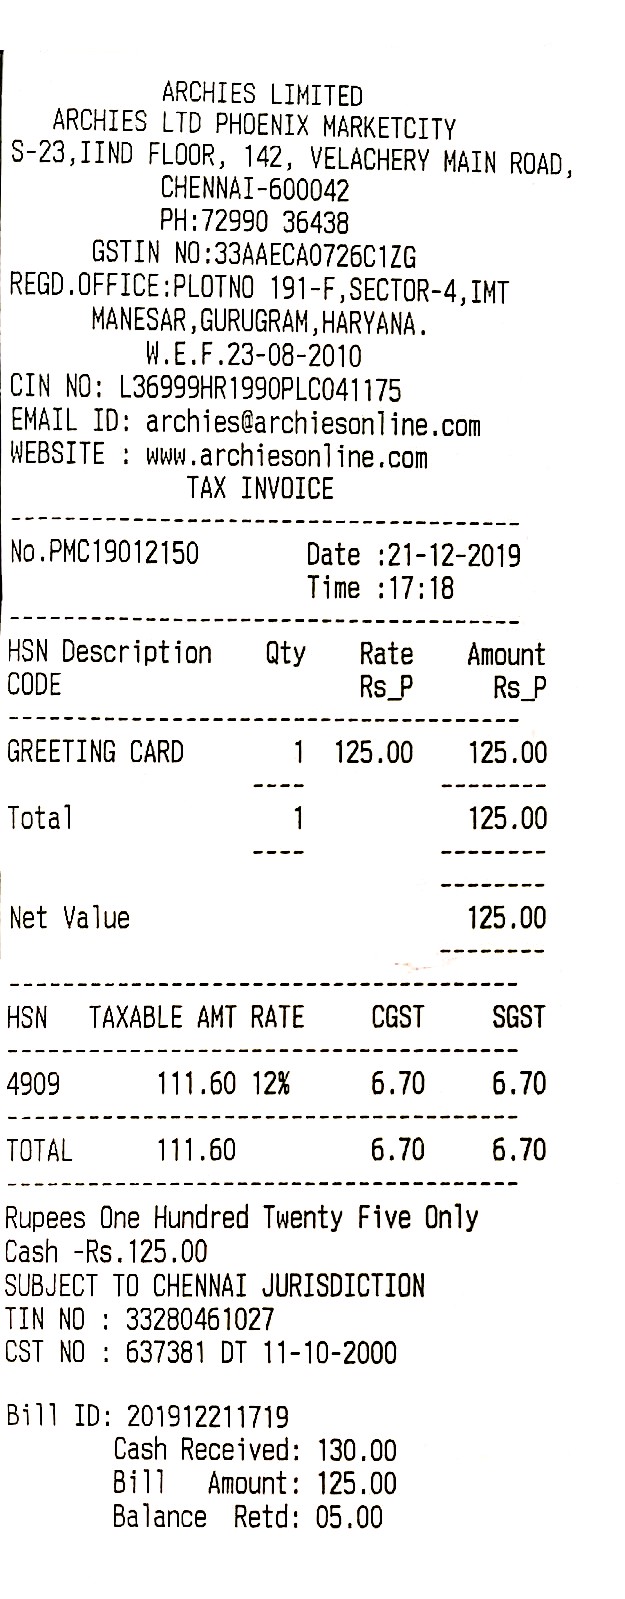 ARCHIES LIMITED
ARCHIES LTD PHOENIX MARKETCITY
S-23,IIND FLOOR, 142, VELACHERY MAIN ROAD,
CHENNAI-600042
PH:72990 36438
GSTIN NO:33AAECA0726C1ZG
REGD.OFFICE:PLOTNO 191-F,SECTOR-4,IMT
MANESAR,GURUGRAM,HARYANA.
W.E.F.23-08-2010
CIN NO: L36999HR1990PLC041175
EMAIL ID: archies@archiesonline.com
WEBSITE : www.archiesonline.com
TAX INVOICE
--------------------------------------
No.PMC19012150 Date :21-12-2019
Time :17:18
--------------------------------------
HSN Description Qty Rate Amount
CODE Rs_P Rs_P
--------------------------------------
GREETING CARD 1 125.00 125.00
---- --------
Total 1 125.00
---- --------
--------
Net Value 125.00
--------
--------------------------------------
HSN TAXABLE AMT RATE CGST SGST
--------------------------------------
4909 111.60 12% 6.70 6.70
--------------------------------------
TOTAL 111.60 6.70 6.70
--------------------------------------
Rupees One Hundred Twenty Five Only
Cash -Rs.125.00
SUBJECT TO CHENNAI JURISDICTION
TIN NO : 33280461027
CST NO : 637381 DT 11-10-2000
Bill ID: 201912211719
Cash Received: 130.00
Bill Amount: 125.00
Balance Retd: 05.00